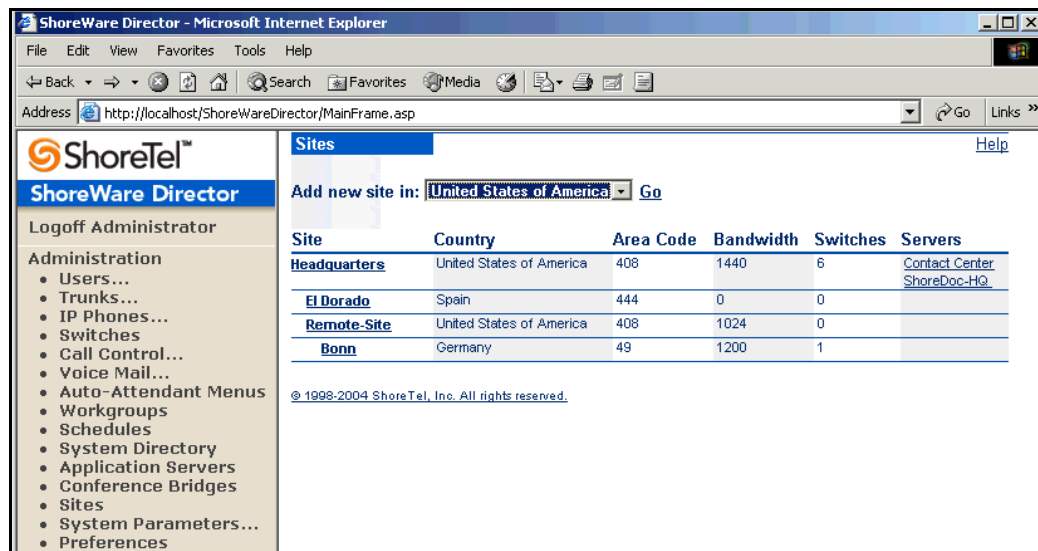 ShoreWare Director - Microsoft Internet Explorer
File Edit View Favorites Tools Help
Back Search Favorites Media
Address http://localhost/ShoreWareDirector/MainFrame.asp Go Links »
ShoreTel™
ShoreWare Director
Logoff Administrator
Administration
• Users...
• Trunks...
• IP Phones...
• Switches
• Call Control...
• Voice Mail...
• Auto-Attendant Menus
• Workgroups
• Schedules
• System Directory
• Application Servers
• Conference Bridges
• Sites
• System Parameters...
• Preferences
Sites Help
Add new site in: United States of America Go
Site Country Area Code Bandwidth Switches Servers
Headquarters United States of America 408 1440 6 Contact Center
ShoreDoc-HQ
El Dorado Spain 444 0 0
Remote-Site United States of America 408 1024 0
Bonn Germany 49 1200 1
© 1998-2004 ShoreTel, Inc. All rights reserved.